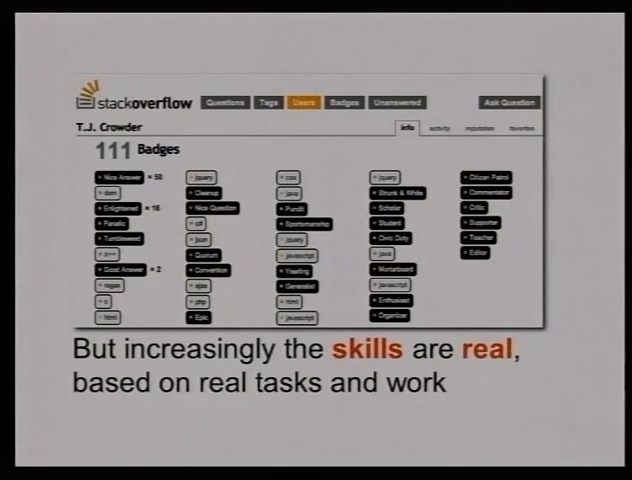 stackoverflow Questions Tags Users Badges Unanswered Ask Question
T.J. Crowder info activity reputation favorites
111 Badges
Nice Answer × 50 jquery css jquery Citizen Patrol
dom Cleanup java Strunk & White Commentator
Enlightened × 16 Nice Question Pundit Scholar Critic
Fanatic c# Sportsmanship Student Supporter
Tumbleweed json jquery Civic Duty Teacher
c++ Quorum javascript java Editor
Good Answer × 2 Convention Yearling Mortarboard
regex ajax Generalist javascript
c php html Enthusiast
html Epic javascript Organizer
But increasingly the skills are real,
based on real tasks and work